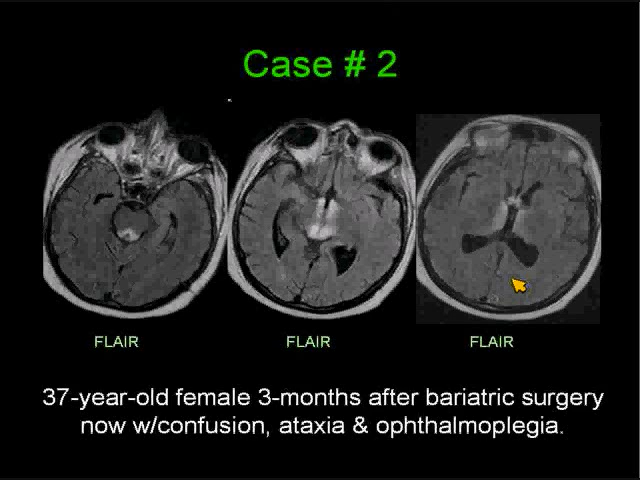 Case # 2
FLAIR
FLAIR
FLAIR
37-year-old female 3-months after bariatric surgery
now w/confusion, ataxia & ophthalmoplegia.